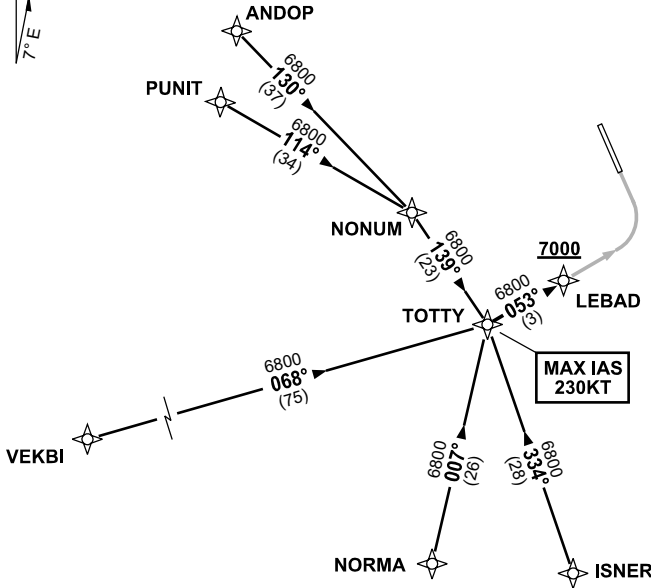 7° E
ANDOP
6800
130°
(37)
PUNIT
6800
114°
(34)
NONUM
6800
139°
(23)
7000
6800
053°
(3)
LEBAD
TOTTY
MAX IAS
230KT
6800
068°
(75)
VEKBI
6800
007°
(26)
6800
334°
(28)
NORMA
ISNER